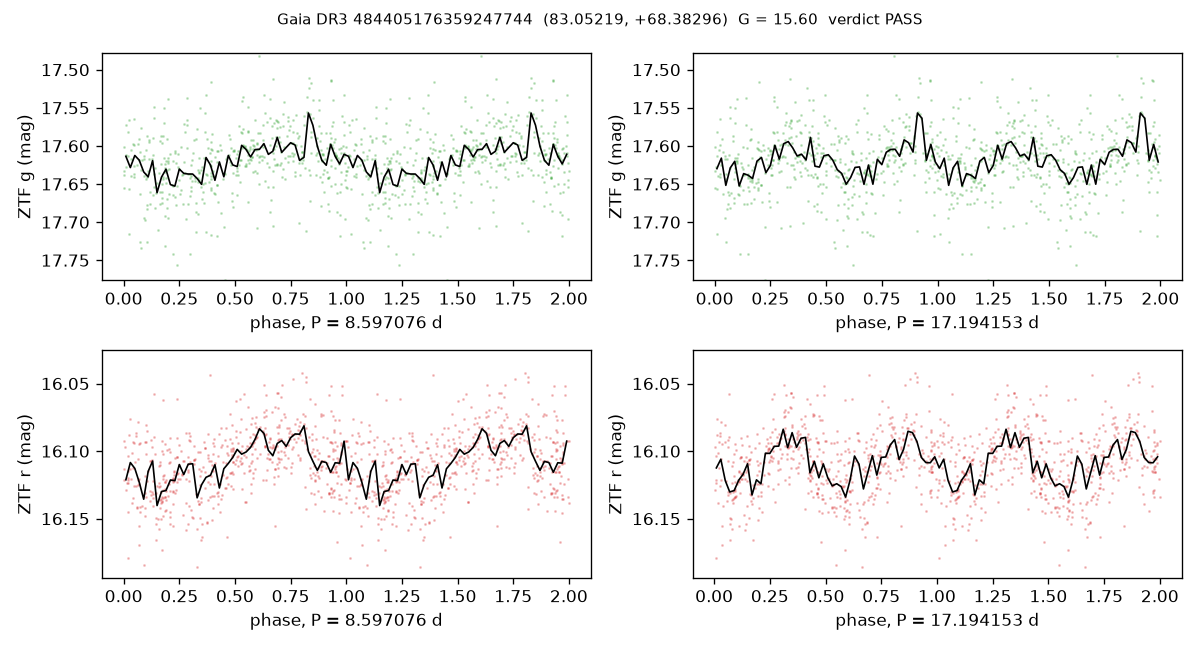 Gaia DR3 484405176359247744 (83.05219, +68.38296) G = 15.60 verdict PASS
ZTF g (mag)
17.50
17.55
17.60
17.65
17.70
17.75
0.00 0.25 0.50 0.75 1.00 1.25 1.50 1.75 2.00
phase, P = 8.597076 d
ZTF g (mag)
17.50
17.55
17.60
17.65
17.70
17.75
0.00 0.25 0.50 0.75 1.00 1.25 1.50 1.75 2.00
phase, P = 17.194153 d
ZTF r (mag)
16.05
16.10
16.15
0.00 0.25 0.50 0.75 1.00 1.25 1.50 1.75 2.00
phase, P = 8.597076 d
ZTF r (mag)
16.05
16.10
16.15
0.00 0.25 0.50 0.75 1.00 1.25 1.50 1.75 2.00
phase, P = 17.194153 d